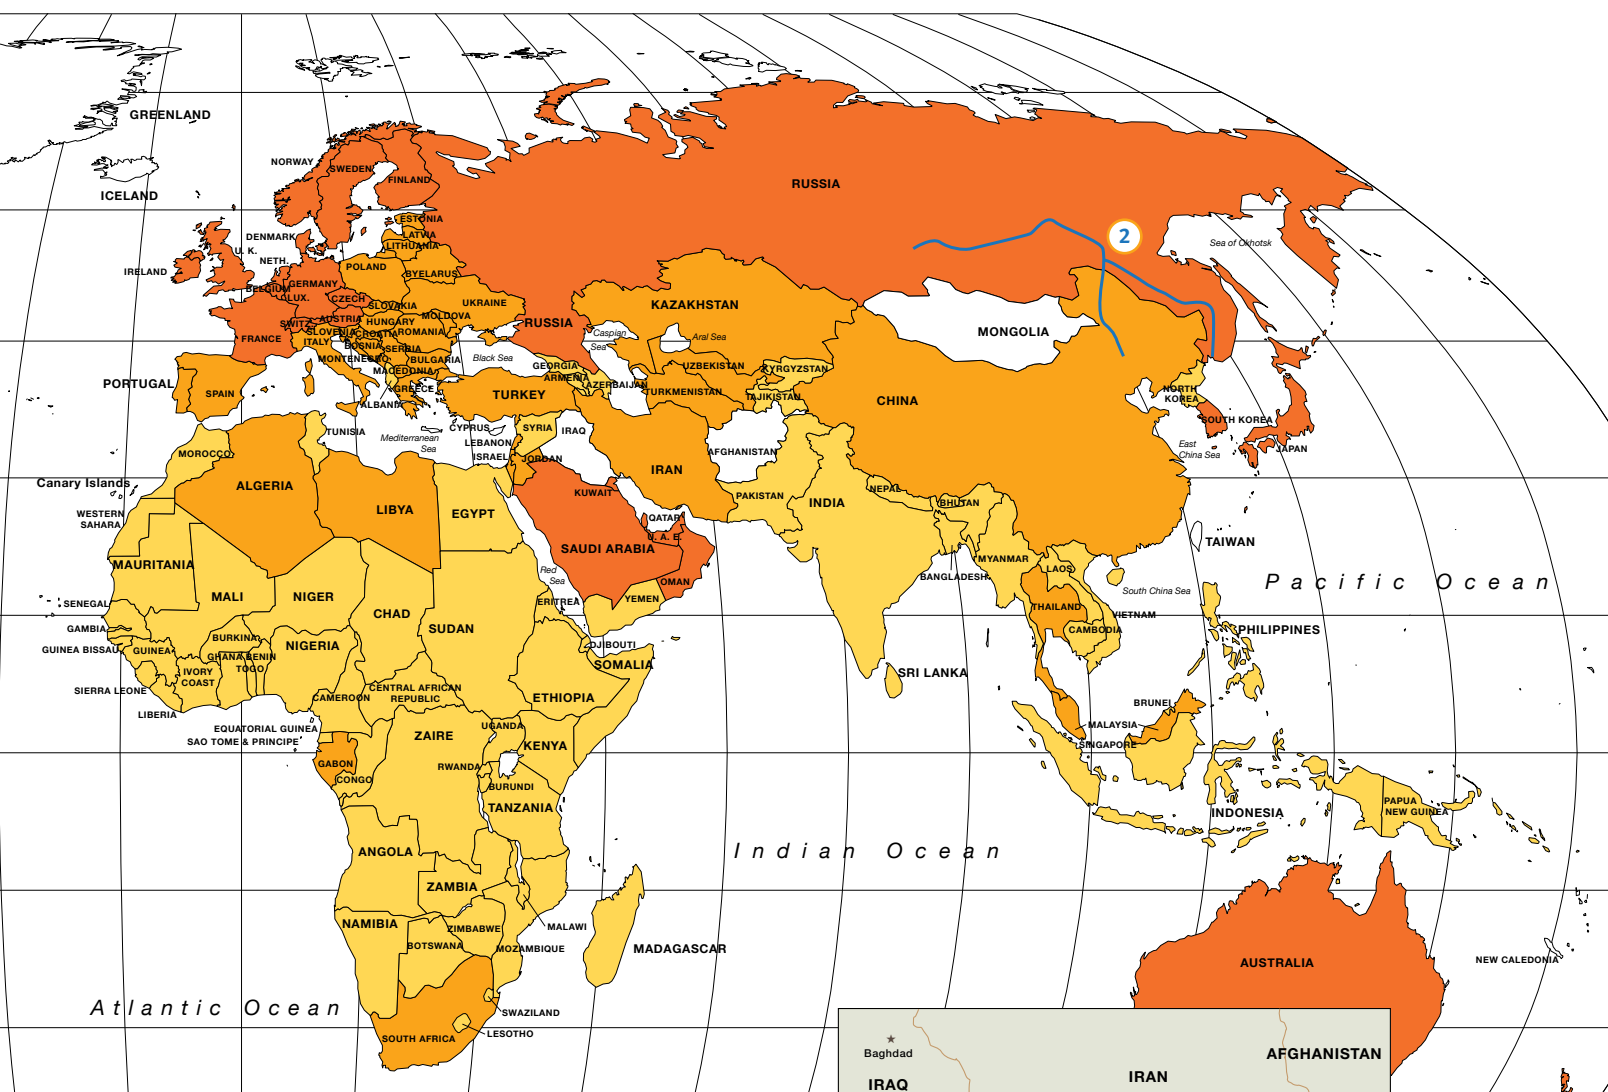 GREENLAND
ICELAND
NORWAY
SWEDEN
FINLAND
RUSSIA
2
Sea of Okhotsk
ESTONIA
LATVIA
LITHUANIA
DENMARK
U. K.
NETH.
IRELAND
POLAND
BYELARUS
BELGIUM
GERMANY
LUX.
CZECH
SLOVAKIA
UKRAINE
KAZAKHSTAN
MONGOLIA
FRANCE
SWITZ.
AUSTRIA
HUNGARY
MOLDOVA
RUSSIA
SLOVENIA
CROATIA
ROMANIA
ITALY
BOSNIA
SERBIA
MONTENEGRO
BULGARIA
MACEDONIA
Black Sea
Caspian
Sea
Aral Sea
GEORGIA
ARMENIA
AZERBAIJAN
UZBEKISTAN
KYRGYZSTAN
TURKMENISTAN
TAJIKISTAN
PORTUGAL
SPAIN
GREECE
ALBANIA
TURKEY
CHINA
NORTH
KOREA
SOUTH KOREA
JAPAN
East
China Sea
TUNISIA
Mediterranean
Sea
CYPRUS
LEBANON
ISRAEL
SYRIA
IRAQ
JORDAN
AFGHANISTAN
MOROCCO
Canary Islands
ALGERIA
LIBYA
EGYPT
KUWAIT
IRAN
PAKISTAN
INDIA
NEPAL
BHUTAN
WESTERN
SAHARA
QATAR
U. A. E.
SAUDI ARABIA
OMAN
Red
Sea
YEMEN
ERITREA
BANGLADESH
MYANMAR
LAOS
TAIWAN
South China Sea
THAILAND
VIETNAM
CAMBODIA
PHILIPPINES
Pacific Ocean
MAURITANIA
MALI
NIGER
CHAD
SUDAN
SENEGAL
GAMBIA
GUINEA BISSAU
GUINEA
BURKINA
GHANA
BENIN
TOGO
NIGERIA
IVORY
COAST
SIERRA LEONE
LIBERIA
DJIBOUTI
SOMALIA
ETHIOPIA
CAMEROON
CENTRAL AFRICAN
REPUBLIC
SRI LANKA
BRUNEI
MALAYSIA
SINGAPORE
EQUATORIAL GUINEA
SAO TOME & PRINCIPE
GABON
CONGO
ZAIRE
UGANDA
KENYA
RWANDA
BURUNDI
TANZANIA
INDONESIA
PAPUA
NEW GUINEA
Indian Ocean
ANGOLA
ZAMBIA
MALAWI
NAMIBIA
ZIMBABWE
BOTSWANA
MOZAMBIQUE
MADAGASCAR
AUSTRALIA
NEW CALEDONIA
Atlantic Ocean
SWAZILAND
LESOTHO
SOUTH AFRICA
Baghdad
IRAQ
IRAN
AFGHANISTAN